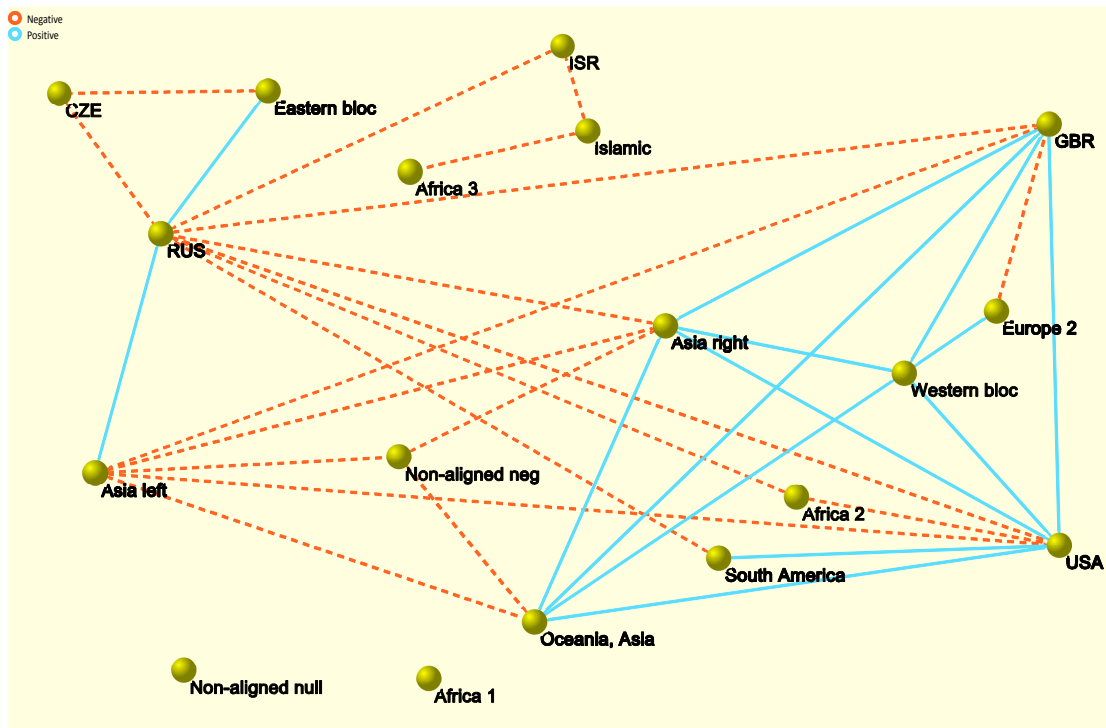 Negative
Positive
ISR
CZE
Eastern bloc
GBR
Islamic
Africa 3
RUS
Europe 2
Asia right
Western bloc
Non-aligned neg
Asia left
Africa 2
USA
South America
Oceania, Asia
Non-aligned null
Africa 1